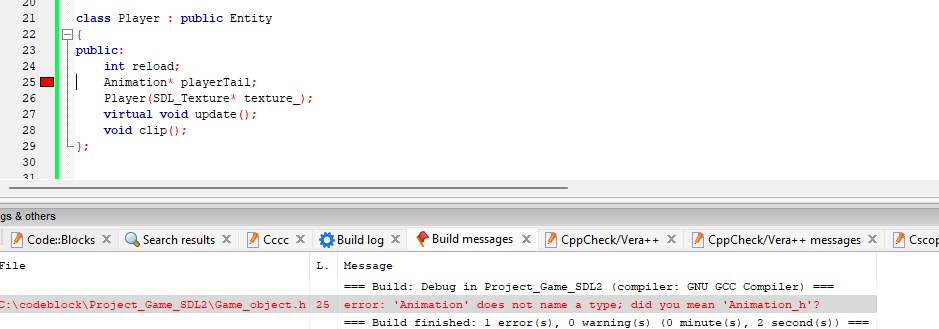 20
21 class Player : public Entity
22 {
23 public:
24 int reload;
25 Animation* playerTail;
26 Player(SDL_Texture* texture_);
27 virtual void update();
28 void clip();
29 };
30
31
gs & others
Code::Blocks X Search results X Cccc X Build log X Build messages X CppCheck/Vera++ X CppCheck/Vera++ messages X Cscop
File L. Message
=== Build: Debug in Project_Game_SDL2 (compiler: GNU GCC Compiler) ===
C:\codeblock\Project_Game_SDL2\Game_object.h 25 error: 'Animation' does not name a type; did you mean 'Animation_h'?
=== Build finished: 1 error(s), 0 warning(s) (0 minute(s), 2 second(s)) ===